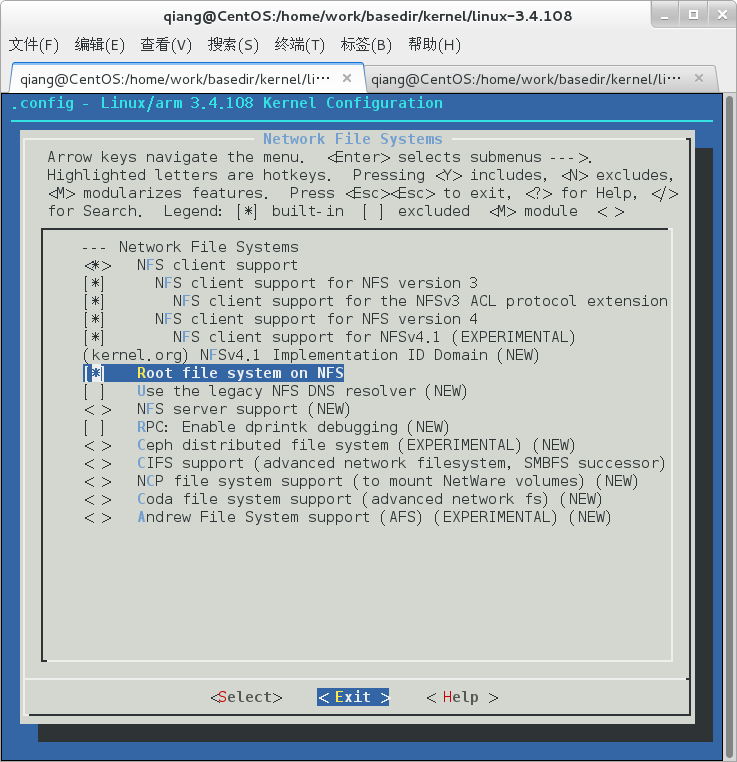 qiang@CentOS:/home/work/basedir/kernel/linux-3.4.108
文件(F) 编辑(E) 查看(V) 搜索(S) 终端(T) 标签(B) 帮助(H)
qiang@CentOS:/home/work/basedir/kernel/li··· × qiang@CentOS:/home/work/basedir/kernel/li··· ×
.config - Linux/arm 3.4.108 Kernel Configuration
Network File Systems
Arrow keys navigate the menu. <Enter> selects submenus --->.
Highlighted letters are hotkeys. Pressing <Y> includes, <N> excludes,
<M> modularizes features. Press <Esc><Esc> to exit, <?> for Help, </>
for Search. Legend: [*] built-in [ ] excluded <M> module < >
--- Network File Systems
<*> NFS client support
[*] NFS client support for NFS version 3
[*] NFS client support for the NFSv3 ACL protocol extension
[*] NFS client support for NFS version 4
[*] NFS client support for NFSv4.1 (EXPERIMENTAL)
(kernel.org) NFSv4.1 Implementation ID Domain (NEW)
[*] Root file system on NFS
[ ] Use the legacy NFS DNS resolver (NEW)
< > NFS server support (NEW)
[ ] RPC: Enable dprintk debugging (NEW)
< > Ceph distributed file system (EXPERIMENTAL) (NEW)
< > CIFS support (advanced network filesystem, SMBFS successor)
< > NCP file system support (to mount NetWare volumes) (NEW)
< > Coda file system support (advanced network fs) (NEW)
< > Andrew File System support (AFS) (EXPERIMENTAL) (NEW)
<Select> < Exit > < Help >